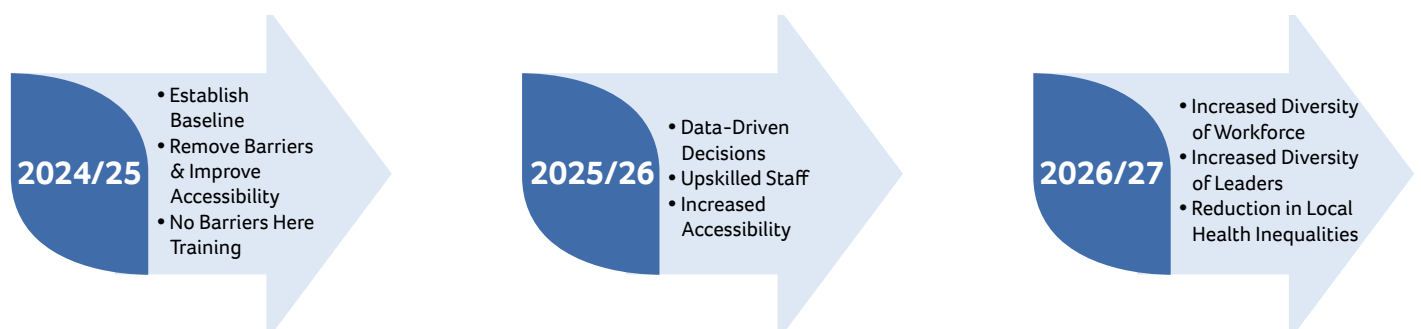 2024/25
• Establish
Baseline
• Remove Barriers
& Improve
Accessibility
• No Barriers Here
Training
2025/26
• Data-Driven
Decisions
• Upskilled Staff
• Increased
Accessibility
2026/27
• Increased Diversity
of Workforce
• Increased Diversity
of Leaders
• Reduction in Local
Health Inequalities